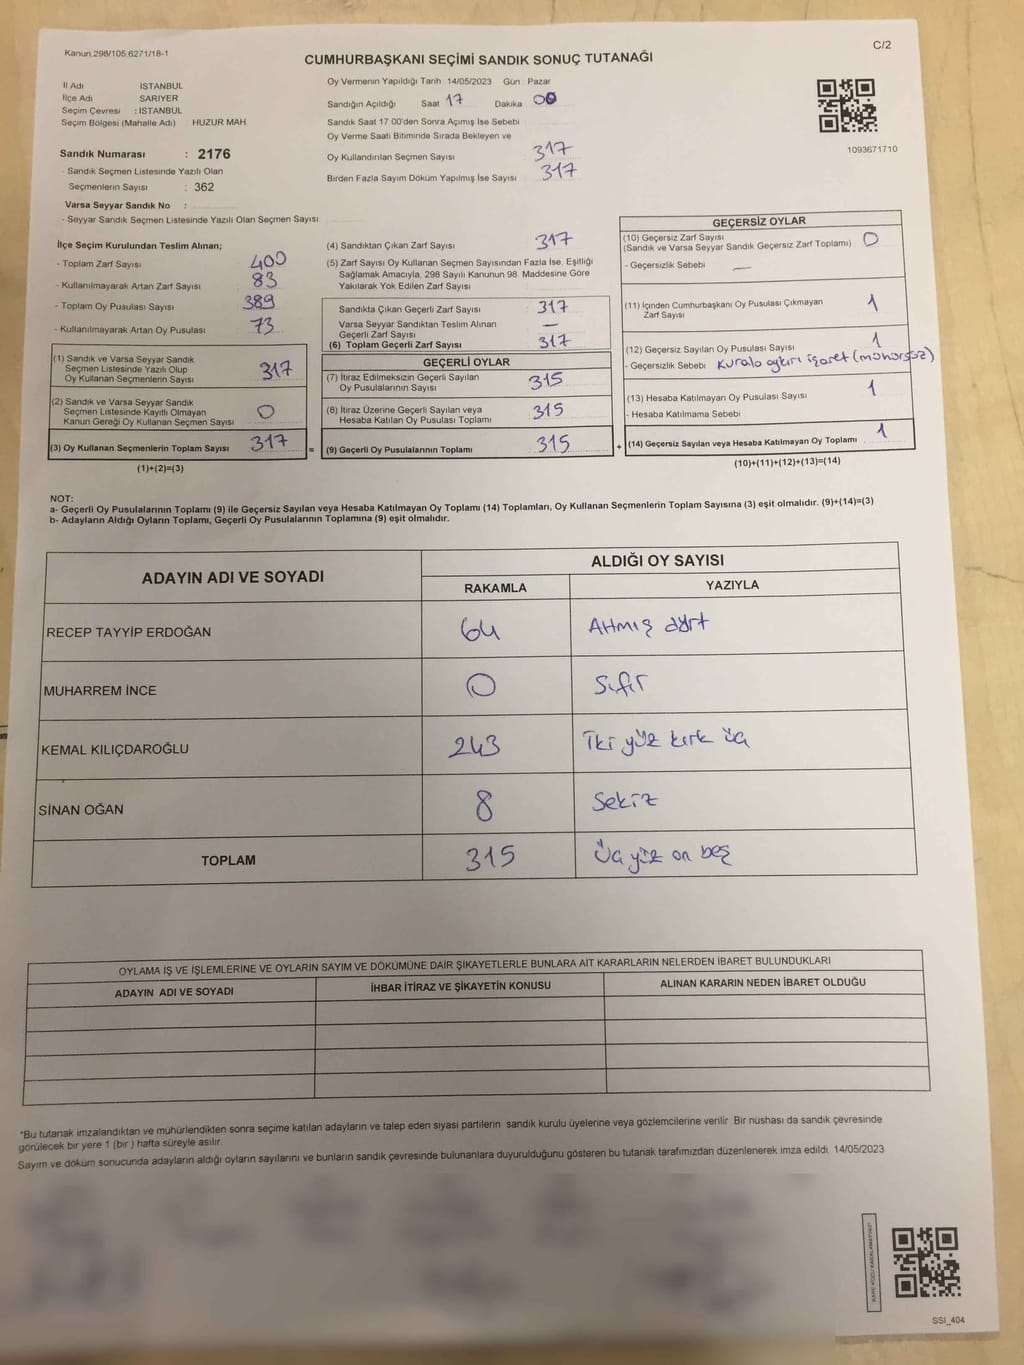 Kanun.298/105.6271/18-1
C/2
CUMHURBAŞKANI SEÇİMİ SANDIK SONUÇ TUTANAĞI
İl Adı İSTANBUL
İlçe Adı SARIYER
Seçim Çevresi : İSTANBUL
Seçim Bölgesi (Mahalle Adı) HUZUR MAH.
Sandık Numarası : 2176
- Sandık Seçmen Listesinde Yazılı Olan
Seçmenlerin Sayısı : 362
Varsa Seyyar Sandık No :
- Seyyar Sandık Seçmen Listesinde Yazılı Olan Seçmen Sayısı
Oy Vermenin Yapıldığı Tarih 14/05/2023 Gün Pazar
Sandığın Açıldığı Saat 17 Dakika 00
Sandık Saat 17 00'den Sonra Açımış İse Sebebi
Oy Verme Saati Bitiminde Sırada Bekleyen ve
Oy Kullandırılan Seçmen Sayısı 317
Birden Fazla Sayım Döküm Yapılmış İse Sayısı 317
1093671710
İlçe Seçim Kurulundan Teslim Alınan;
- Toplam Zarf Sayısı 400
- Kullanılmayarak Artan Zarf Sayısı 83
- Toplam Oy Pusulası Sayısı 389
- Kullanılmayarak Artan Oy Pusulası 73
(1) Sandık ve Varsa Seyyar Sandık
Seçmen Listesinde Yazılı Olup
Oy Kullanan Seçmenlerin Sayısı 317
(2) Sandık ve Varsa Seyyar Sandık
Seçmen Listesinde Kayıtlı Olmayan
Kanun Gereği Oy Kullanan Seçmen Sayısı 0
(3) Oy Kullanan Seçmenlerin Toplam Sayısı 317
(1)+(2)=(3)
(4) Sandıktan Çıkan Zarf Sayısı 317
(5) Zarf Sayısı Oy Kullanan Seçmen Sayısından Fazla İse, Eşitliği
Sağlamak Amacıyla, 298 Sayılı Kanunun 98. Maddesine Göre
Yakılarak Yok Edilen Zarf Sayısı
Sandıkta Çıkan Geçerli Zarf Sayısı 317
Varsa Seyyar Sandıktan Teslim Alınan
Geçerli Zarf Sayısı —
(6) Toplam Geçerli Zarf Sayısı 317
=
GEÇERLİ OYLAR
(7) İtiraz Edilmeksizin Geçerli Sayılan
Oy Pusulalarının Sayısı 315
(8) İtiraz Üzerine Geçerli Sayılan veya
Hesaba Katılan Oy Pusulası Toplamı 315
(9) Geçerli Oy Pusulalarının Toplamı 315
+
GEÇERSİZ OYLAR
(10) Geçersiz Zarf Sayısı
(Sandık ve Varsa Seyyar Sandık Geçersiz Zarf Toplamı) 0
- Geçersizlik Sebebi —
(11) İçinden Cumhurbaşkanı Oy Pusulası Çıkmayan
Zarf Sayısı 1
(12) Geçersiz Sayılan Oy Pusulası Sayısı 1
- Geçersizlik Sebebi Kurala aykırı işaret (mühürsüz)
(13) Hesaba Katılmayan Oy Pusulası Sayısı 1
- Hesaba Katılmama Sebebi
(14) Geçersiz Sayılan veya Hesaba Katılmayan Oy Toplamı 1
(10)+(11)+(12)+(13)=(14)
NOT:
a- Geçerli Oy Pusulalarının Toplamı (9) ile Geçersiz Sayılan veya Hesaba Katılmayan Oy Toplamı (14) Toplamları, Oy Kullanan Seçmenlerin Toplam Sayısına (3) eşit olmalıdır. (9)+(14)=(3)
b- Adayların Aldığı Oyların Toplamı, Geçerli Oy Pusulalarının Toplamına (9) eşit olmalıdır.
ADAYIN ADI VE SOYADI ALDIĞI OY SAYISI
RAKAMLA YAZIYLA
RECEP TAYYİP ERDOĞAN 64 Altmış dört
MUHARREM İNCE 0 Sıfır
KEMAL KILIÇDAROĞLU 243 İki yüz kırk üç
SİNAN OĞAN 8 Sekiz
TOPLAM 315 Üç yüz on beş
OYLAMA İŞ VE İŞLEMLERİNE VE OYLARIN SAYIM VE DÖKÜMÜNE DAİR ŞİKAYETLERLE BUNLARA AİT KARARLARIN NELERDEN İBARET BULUNDUKLARI
ADAYIN ADI VE SOYADI İHBAR İTİRAZ VE ŞİKAYETİN KONUSU ALINAN KARARIN NEDEN İBARET OLDUĞU
*Bu tutanak imzalandıktan ve mühürlendikten sonra seçime katılan adayların ve talep eden siyasi partilerin sandık kurulu üyelerine veya gözlemcilerine verilir. Bir nüshası da sandık çevresinde
görülecek bir yere 1 (bir ) hafta süreyle asılır.
Sayım ve döküm sonucunda adayların aldığı oyların sayılarını ve bunların sandık çevresinde bulunanlara duyurulduğunu gösteren bu tutanak tarafımızdan düzenlenerek imza edildi. 14/05/2023
SSI_404